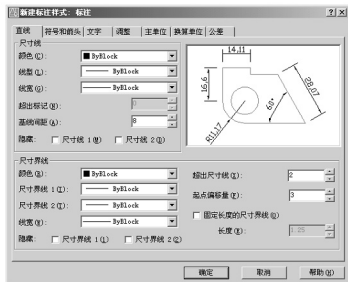 新建标注样式: 标注
直线 符号和箭头 文字 调整 主单位 换算单位 公差
尺寸线
颜色(C): ByBlock
线型(L): ByBlock
线宽(G): ByBlock
超出标记(N): 0
基线间距(A): 8
隐藏: 尺寸线 1(M) 尺寸线 2(D)
14.11
16.6
28.07
60°
R11.17
尺寸界线
颜色(R): ByBlock
尺寸界线 1(I): ByBlock
尺寸界线 2(T): ByBlock
线宽(W): ByBlock
隐藏: 尺寸界线 1(1) 尺寸界线 2(2)
超出尺寸线(X): 2
起点偏移量(F): 3
固定长度的尺寸界线(O)
长度(E): 1.25
确定 取消 帮助(H)